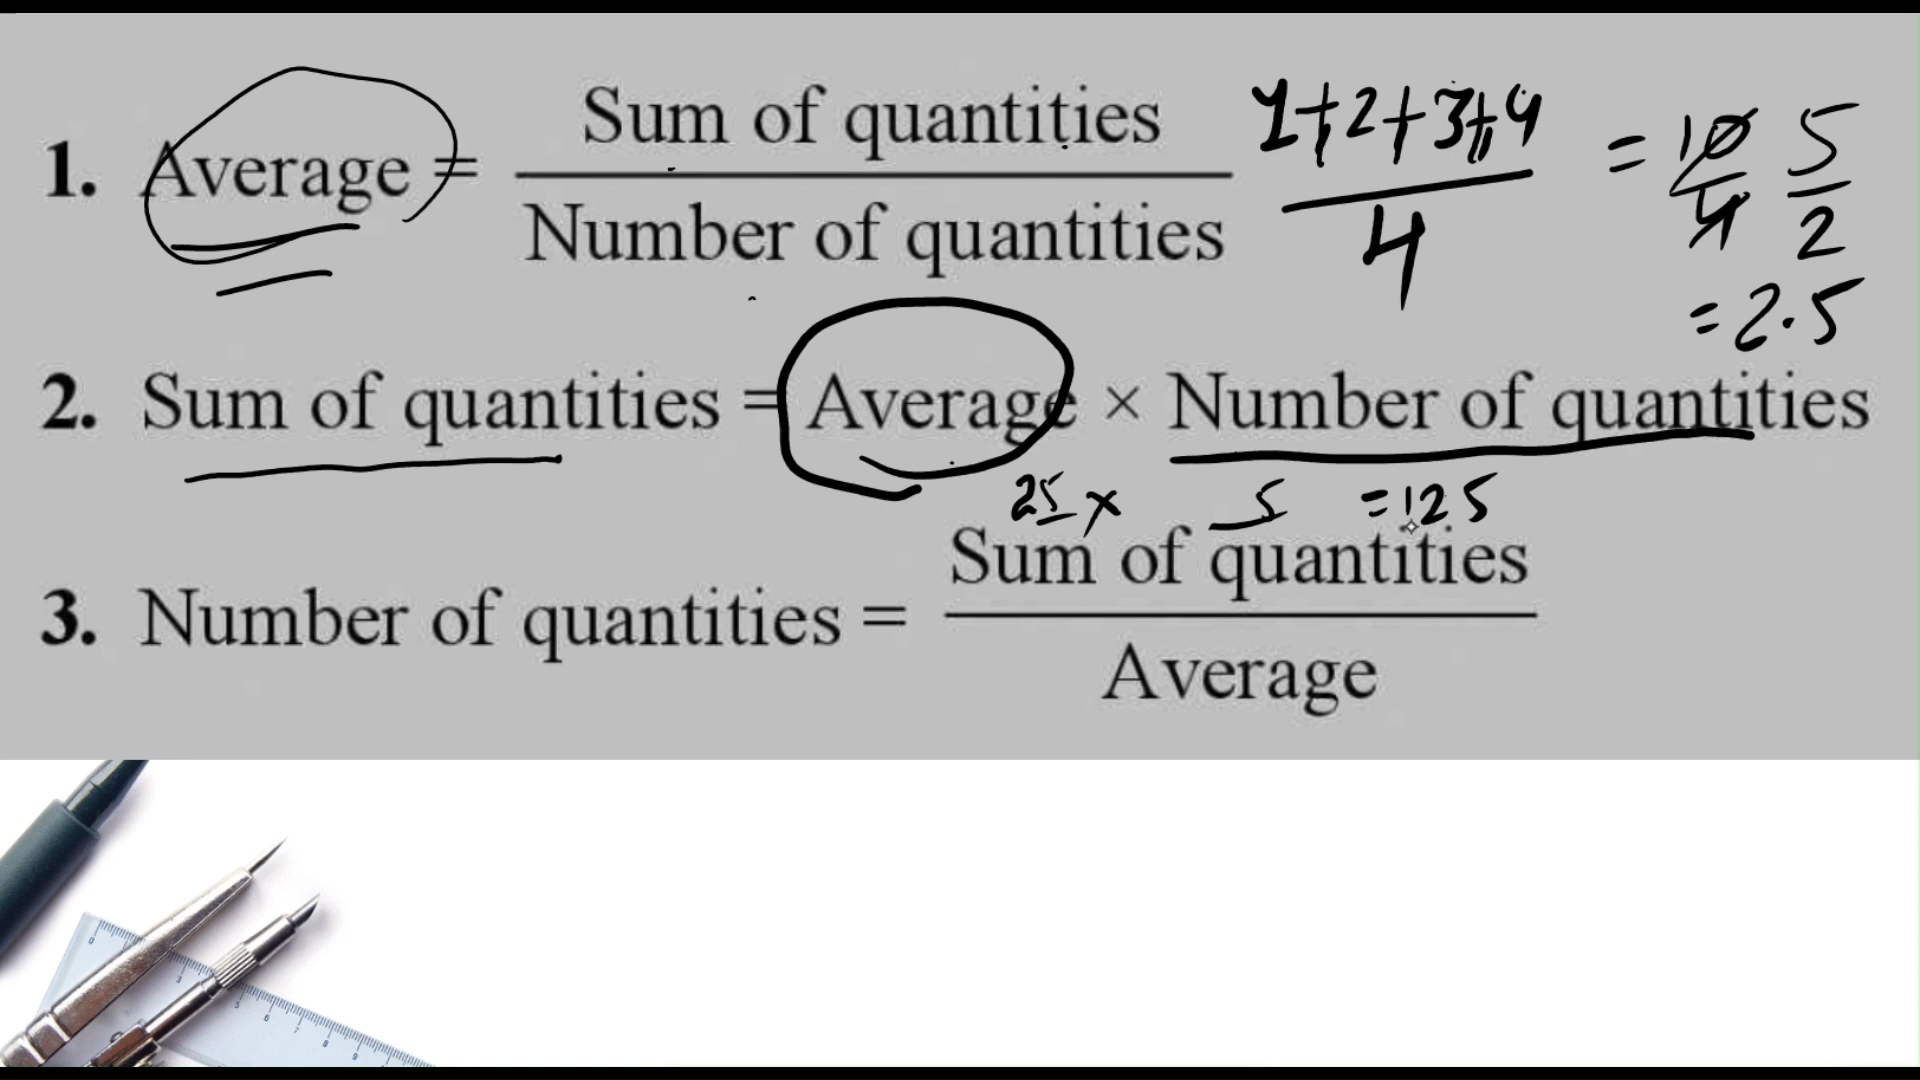 1. Average = Sum of quantities / Number of quantities
1+2+3+4 / 4 = 10/4 5/2
= 2.5
2. Sum of quantities = Average × Number of quantities
25 × 5 = 125
3. Number of quantities = Sum of quantities / Average